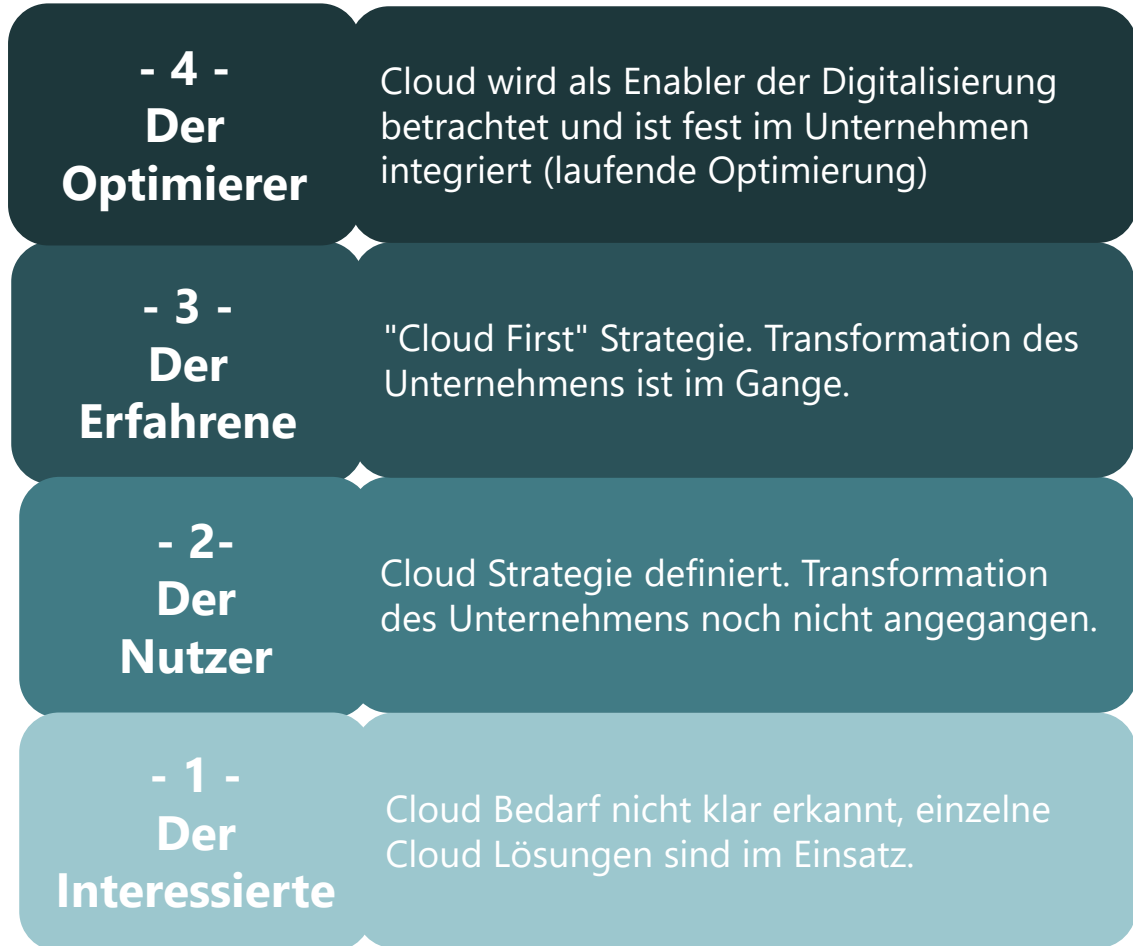 - 4 -
Der
Optimierer
Cloud wird als Enabler der Digitalisierung
betrachtet und ist fest im Unternehmen
integriert (laufende Optimierung)
- 3 -
Der
Erfahrene
"Cloud First" Strategie. Transformation des
Unternehmens ist im Gange.
- 2-
Der
Nutzer
Cloud Strategie definiert. Transformation
des Unternehmens noch nicht angegangen.
- 1 -
Der
Interessierte
Cloud Bedarf nicht klar erkannt, einzelne
Cloud Lösungen sind im Einsatz.